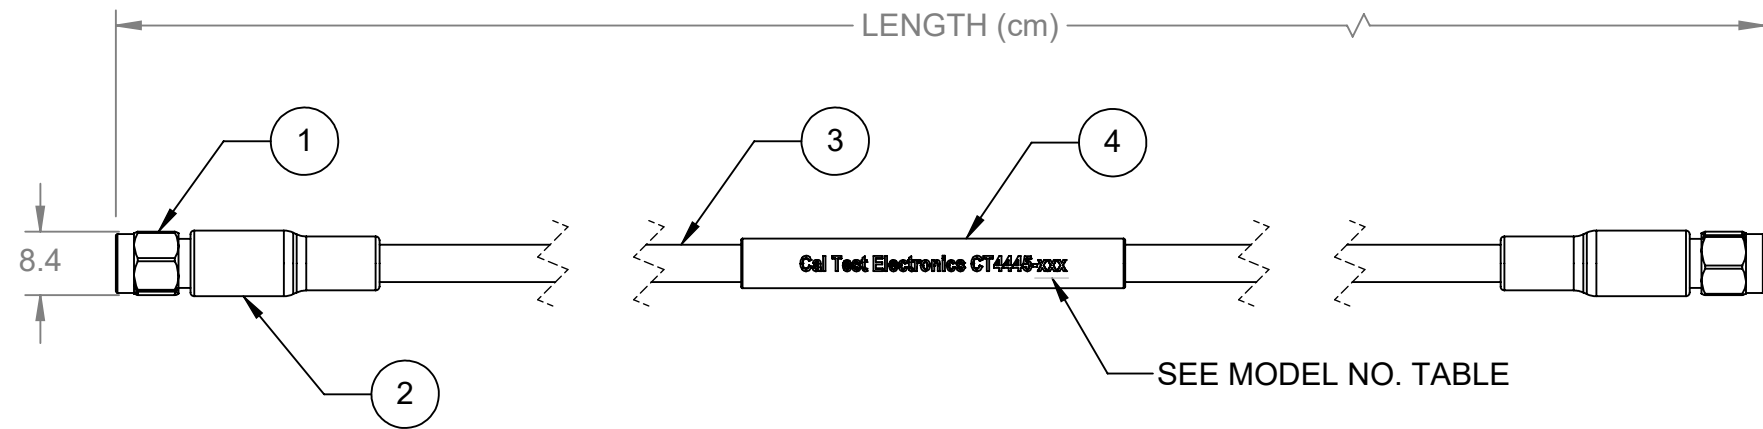 LENGTH (cm)
1
3
4
8.4
Cal Test Electronics CT4445-xxx
2
SEE MODEL NO. TABLE